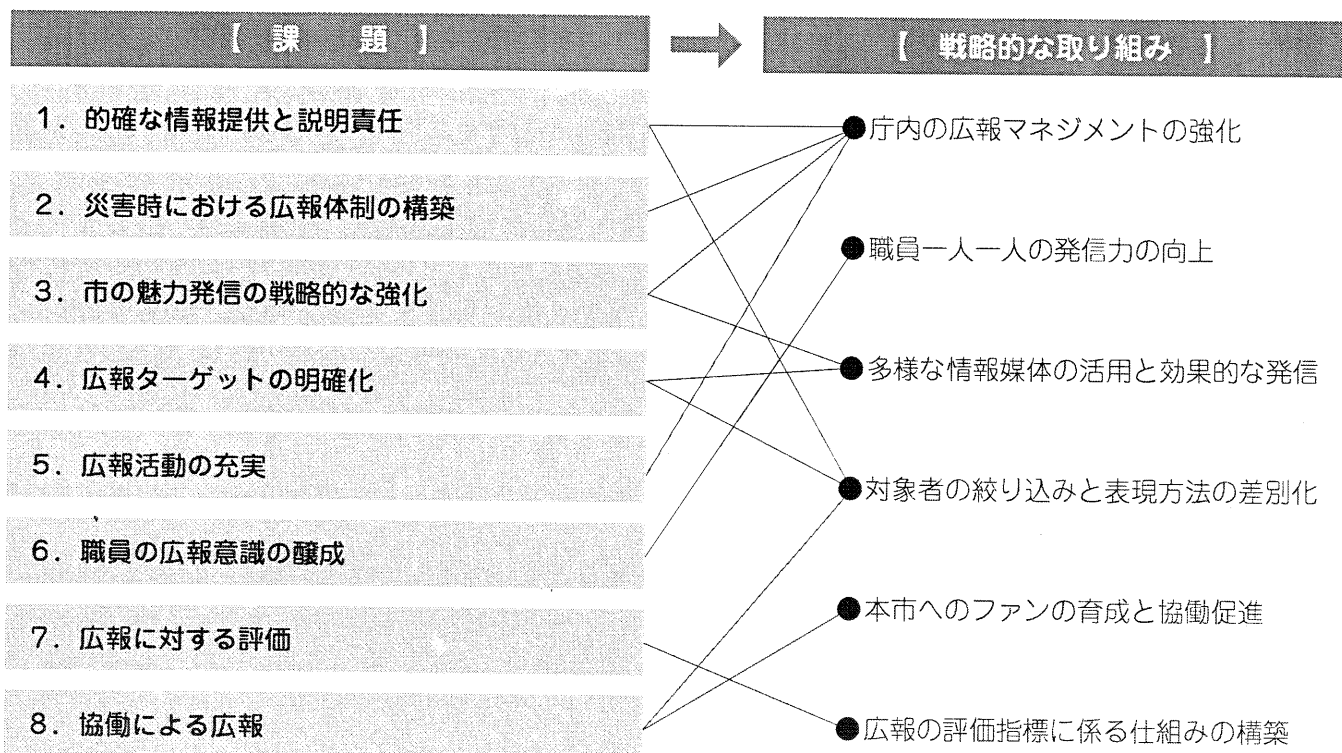 【 課 題 】
【 戦略的な取り組み 】
1. 的確な情報提供と説明責任
2. 災害時における広報体制の構築
3. 市の魅力発信の戦略的な強化
4. 広報ターゲットの明確化
5. 広報活動の充実
6. 職員の広報意識の醸成
7. 広報に対する評価
8. 協働による広報
●庁内の広報マネジメントの強化
●職員一人一人の発信力の向上
●多様な情報媒体の活用と効果的な発信
●対象者の絞り込みと表現方法の差別化
●本市へのファンの育成と協働促進
●広報の評価指標に係る仕組みの構築